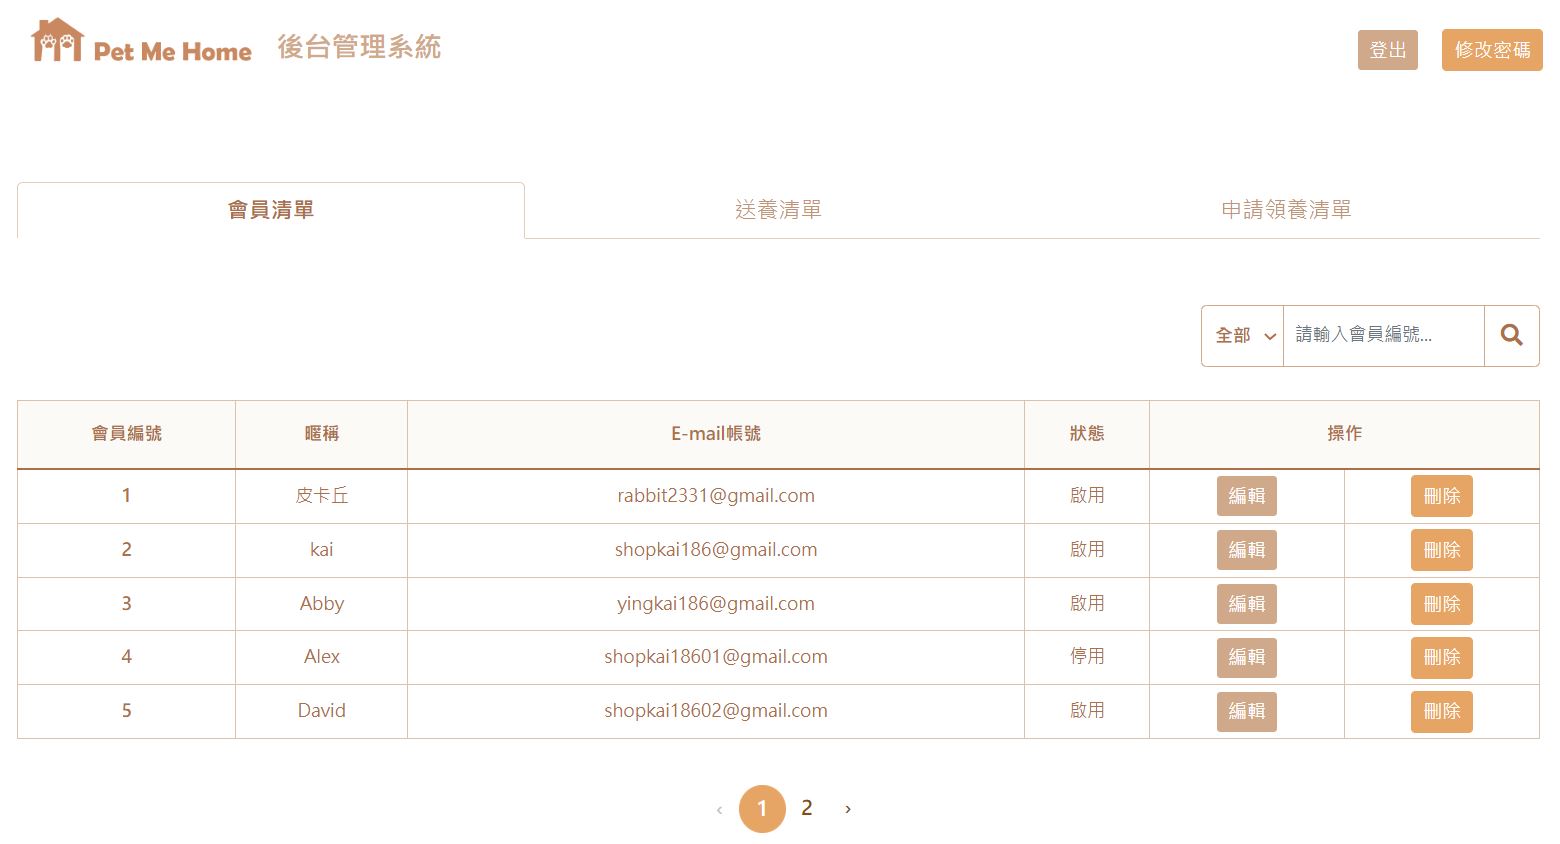 Pet Me Home 後台管理系統
登出 修改密碼
會員清單 送養清單 申請領養清單
全部 請輸入會員編號...
會員編號 暱稱 E-mail帳號 狀態 操作
1 皮卡丘 rabbit2331@gmail.com 啟用 編輯 刪除
2 kai shopkai186@gmail.com 啟用 編輯 刪除
3 Abby yingkai186@gmail.com 啟用 編輯 刪除
4 Alex shopkai18601@gmail.com 停用 編輯 刪除
5 David shopkai18602@gmail.com 啟用 編輯 刪除
‹ 1 2 ›